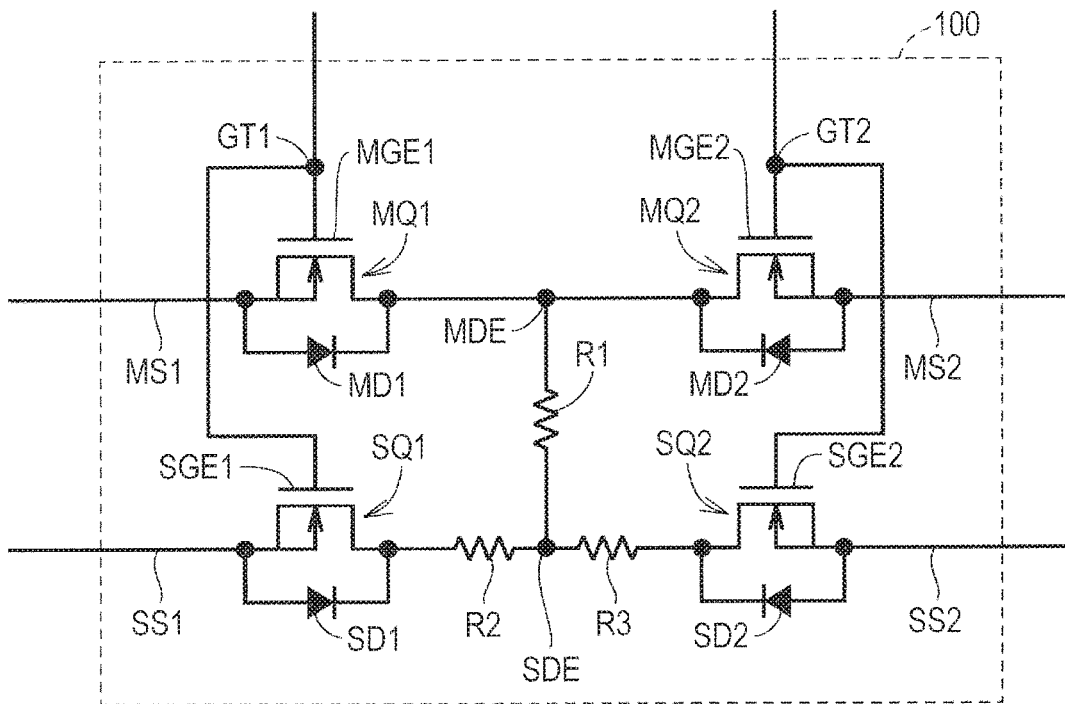 100
GT1
MGE1
MGE2
GT2
MQ1
MQ2
MDE
R1
MS1
MD1
MD2
MS2
SGE1
SQ1
SQ2
SGE2
SS1
SD1
R2
R3
SD2
SS2
SDE